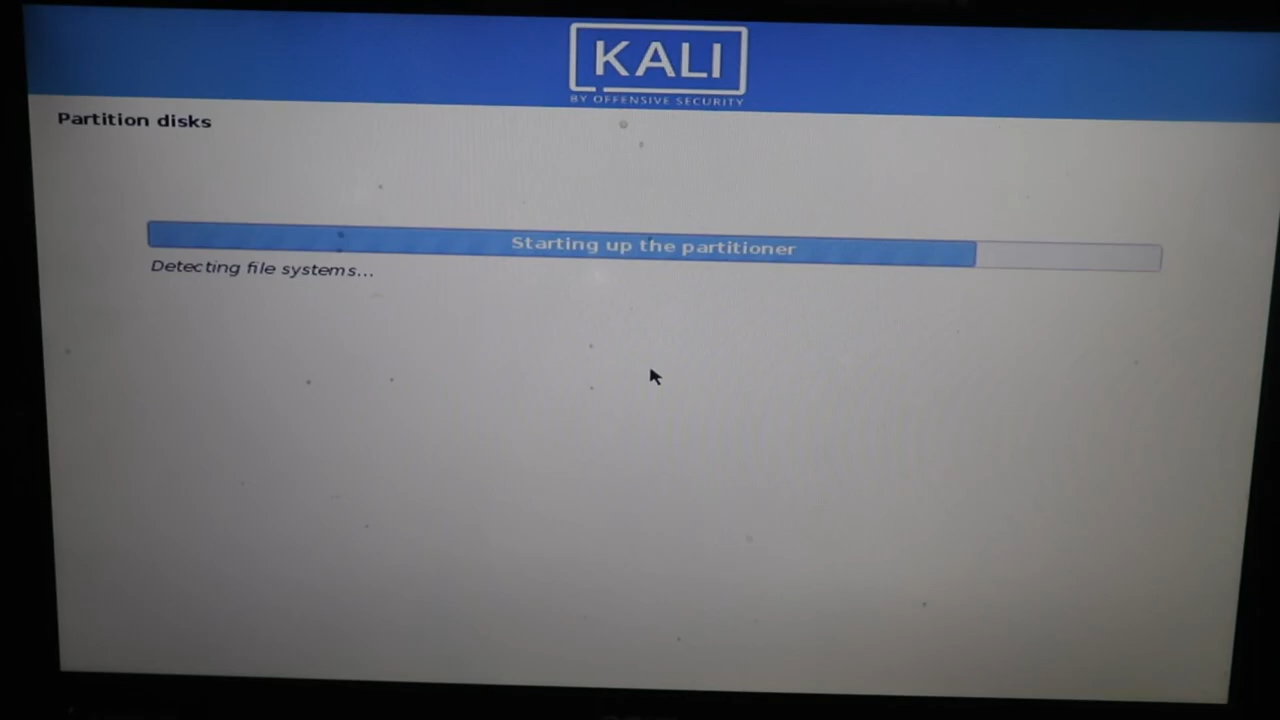 KALI
BY OFFENSIVE SECURITY
Partition disks
Starting up the partitioner
Detecting file systems...